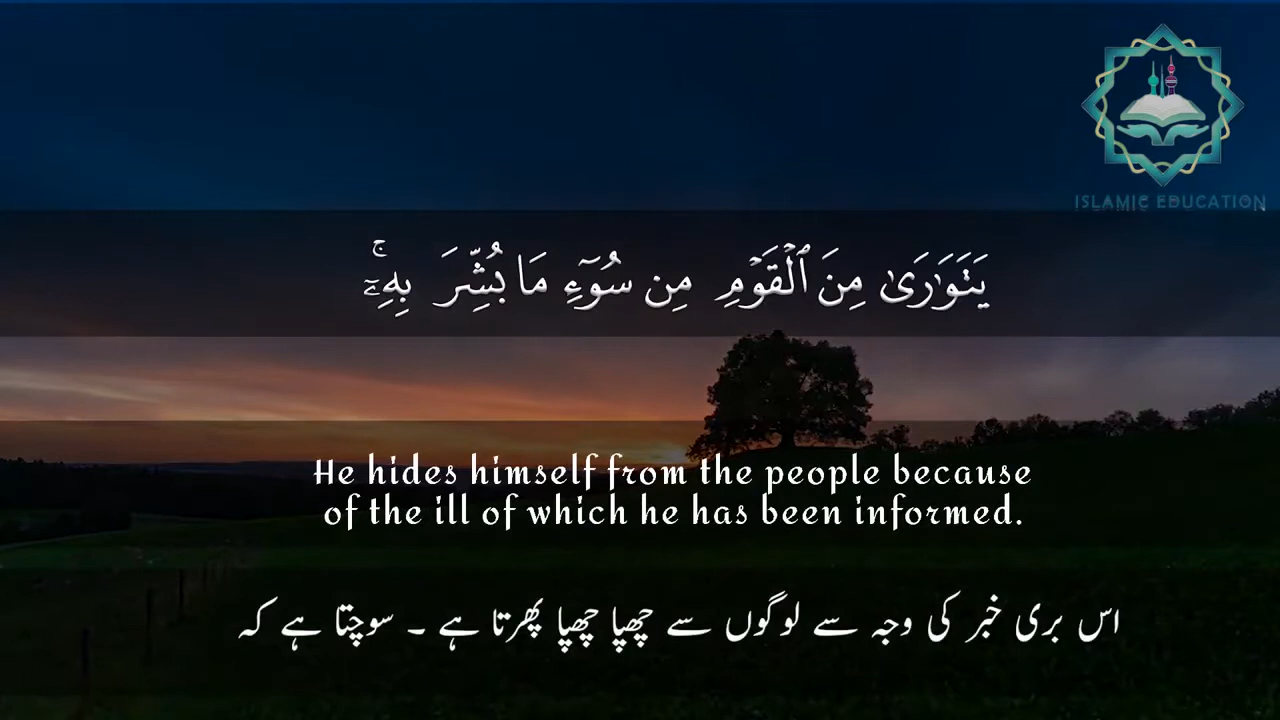 ISLAMIC EDUCATION
يَتَوَٰرَىٰ مِنَ ٱلۡقَوۡمِ مِن سُوٓءِ مَا بُشِّرَ بِهِۦٓۚ
He hides himself from the people because
of the ill of which he has been informed.
اس بری خبر کی وجہ سے لوگوں سے چھپا چھپا پھرتا ہے ۔ سوچتا ہے کہ